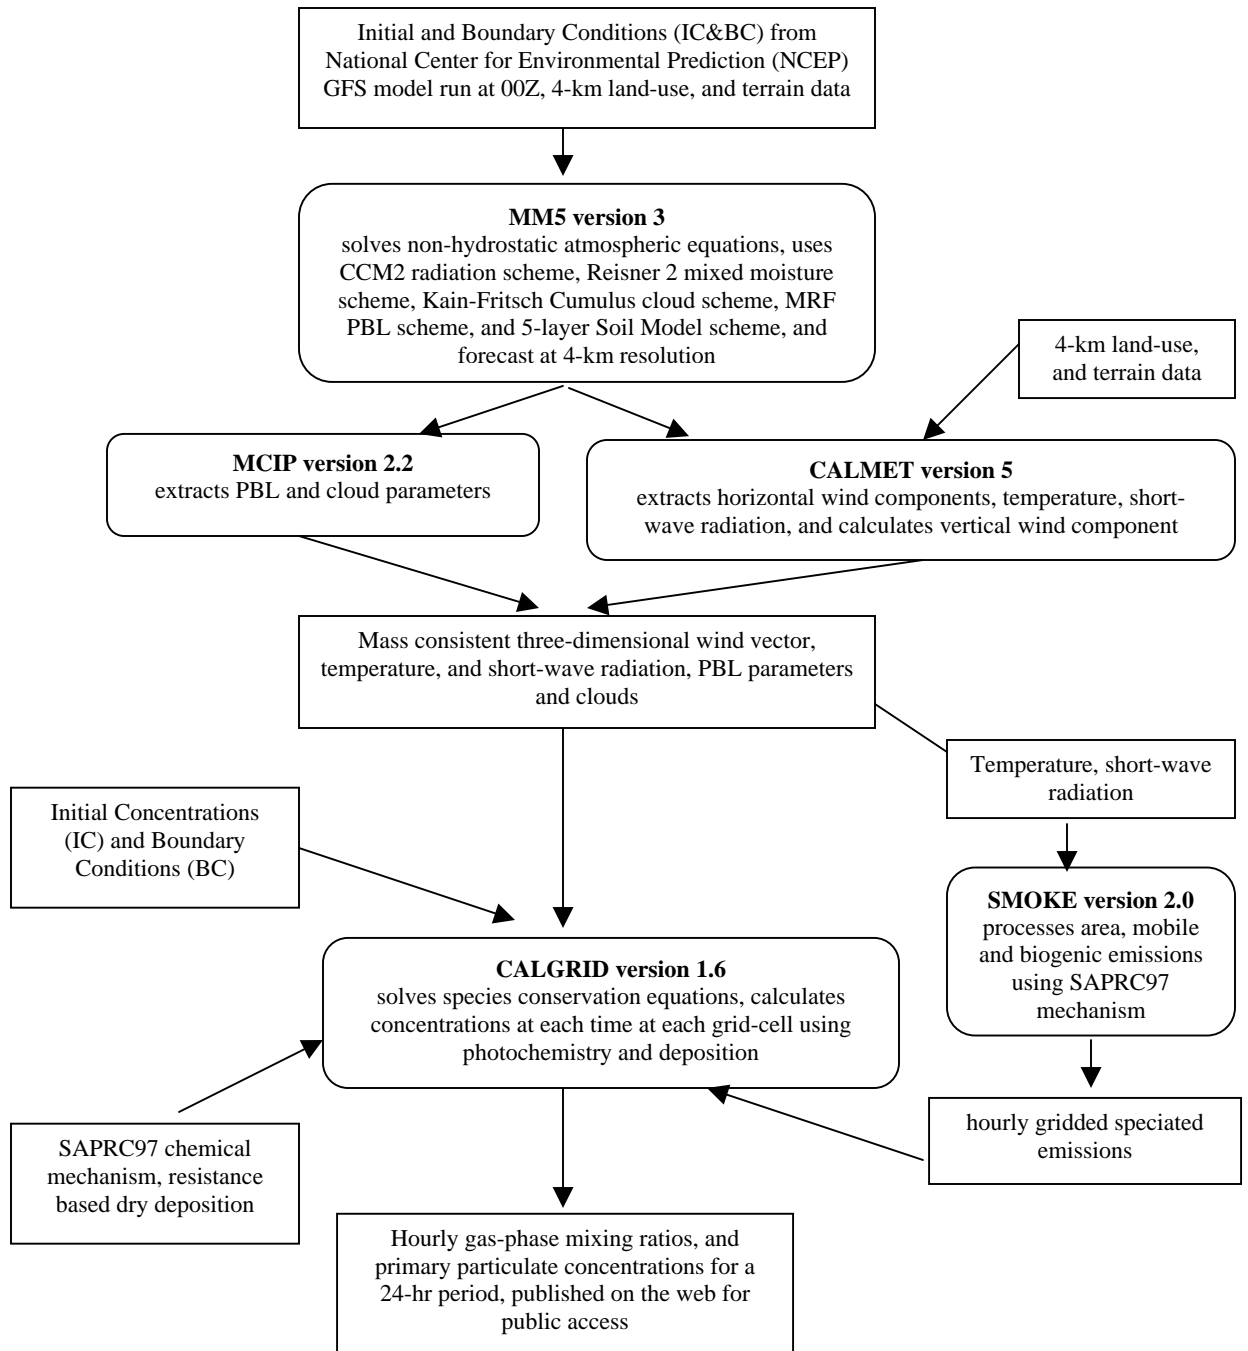 Initial and Boundary Conditions (IC&BC) from
National Center for Environmental Prediction (NCEP)
GFS model run at 00Z, 4-km land-use, and terrain data
MM5 version 3
solves non-hydrostatic atmospheric equations, uses
CCM2 radiation scheme, Reisner 2 mixed moisture
scheme, Kain-Fritsch Cumulus cloud scheme, MRF
PBL scheme, and 5-layer Soil Model scheme, and
forecast at 4-km resolution
4-km land-use,
and terrain data
MCIP version 2.2
extracts PBL and cloud parameters
CALMET version 5
extracts horizontal wind components, temperature, short-
wave radiation, and calculates vertical wind component
Mass consistent three-dimensional wind vector,
temperature, and short-wave radiation, PBL parameters
and clouds
Temperature, short-wave
radiation
Initial Concentrations
(IC) and Boundary
Conditions (BC)
SMOKE version 2.0
processes area, mobile
and biogenic emissions
using SAPRC97
mechanism
CALGRID version 1.6
solves species conservation equations, calculates
concentrations at each time at each grid-cell using
photochemistry and deposition
hourly gridded speciated
emissions
SAPRC97 chemical
mechanism, resistance
based dry deposition
Hourly gas-phase mixing ratios, and
primary particulate concentrations for a
24-hr period, published on the web for
public access